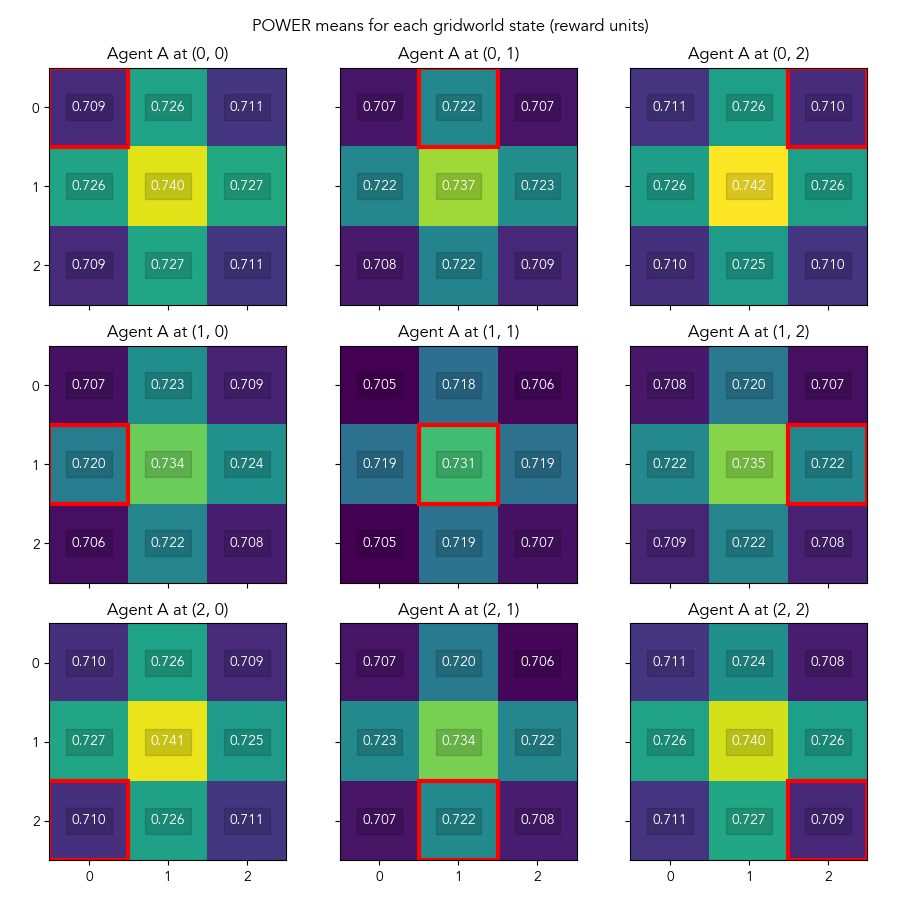 POWER means for each gridworld state (reward units)
Agent A at (0, 0) Agent A at (0, 1) Agent A at (0, 2)
0 0.709 0.726 0.711 0.707 0.722 0.707 0.711 0.726 0.710
1 0.726 0.740 0.727 0.722 0.737 0.723 0.726 0.742 0.726
2 0.709 0.727 0.711 0.708 0.722 0.709 0.710 0.725 0.710
Agent A at (1, 0) Agent A at (1, 1) Agent A at (1, 2)
0 0.707 0.723 0.709 0.705 0.718 0.706 0.708 0.720 0.707
1 0.720 0.734 0.724 0.719 0.731 0.719 0.722 0.735 0.722
2 0.706 0.722 0.708 0.705 0.719 0.707 0.709 0.722 0.708
Agent A at (2, 0) Agent A at (2, 1) Agent A at (2, 2)
0 0.710 0.726 0.709 0.707 0.720 0.706 0.711 0.724 0.708
1 0.727 0.741 0.725 0.723 0.734 0.722 0.726 0.740 0.726
2 0.710 0.726 0.711 0.707 0.722 0.708 0.711 0.727 0.709
0 1 2 0 1 2 0 1 2